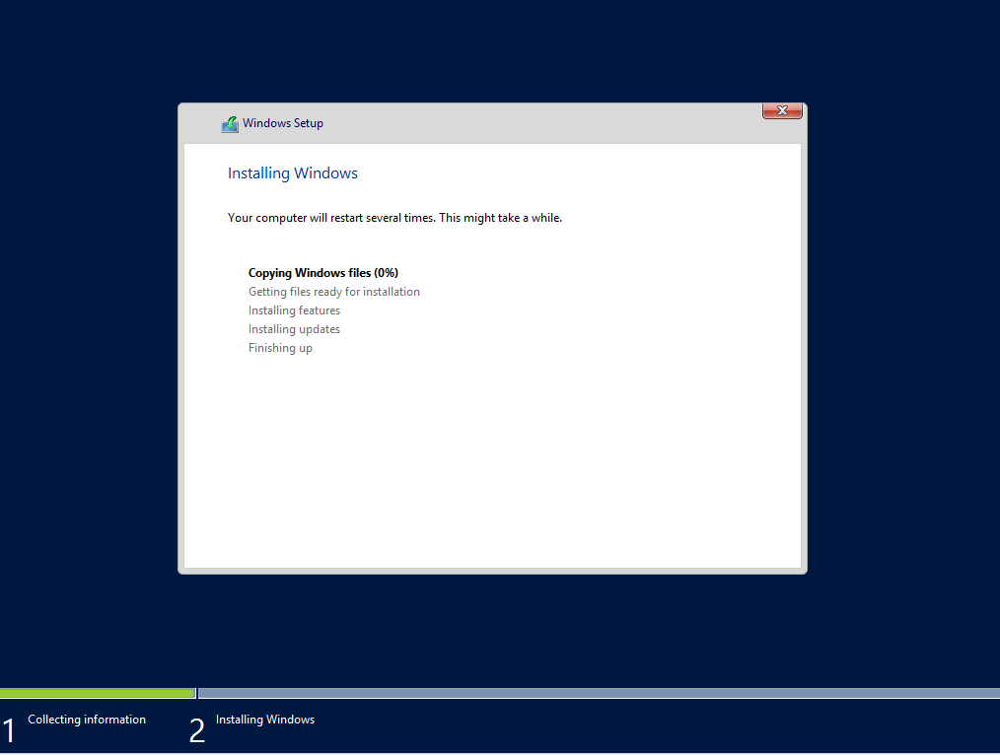 Windows Setup
Installing Windows
Your computer will restart several times. This might take a while.
Copying Windows files (0%)
Getting files ready for installation
Installing features
Installing updates
Finishing up
1 Collecting information
2 Installing Windows